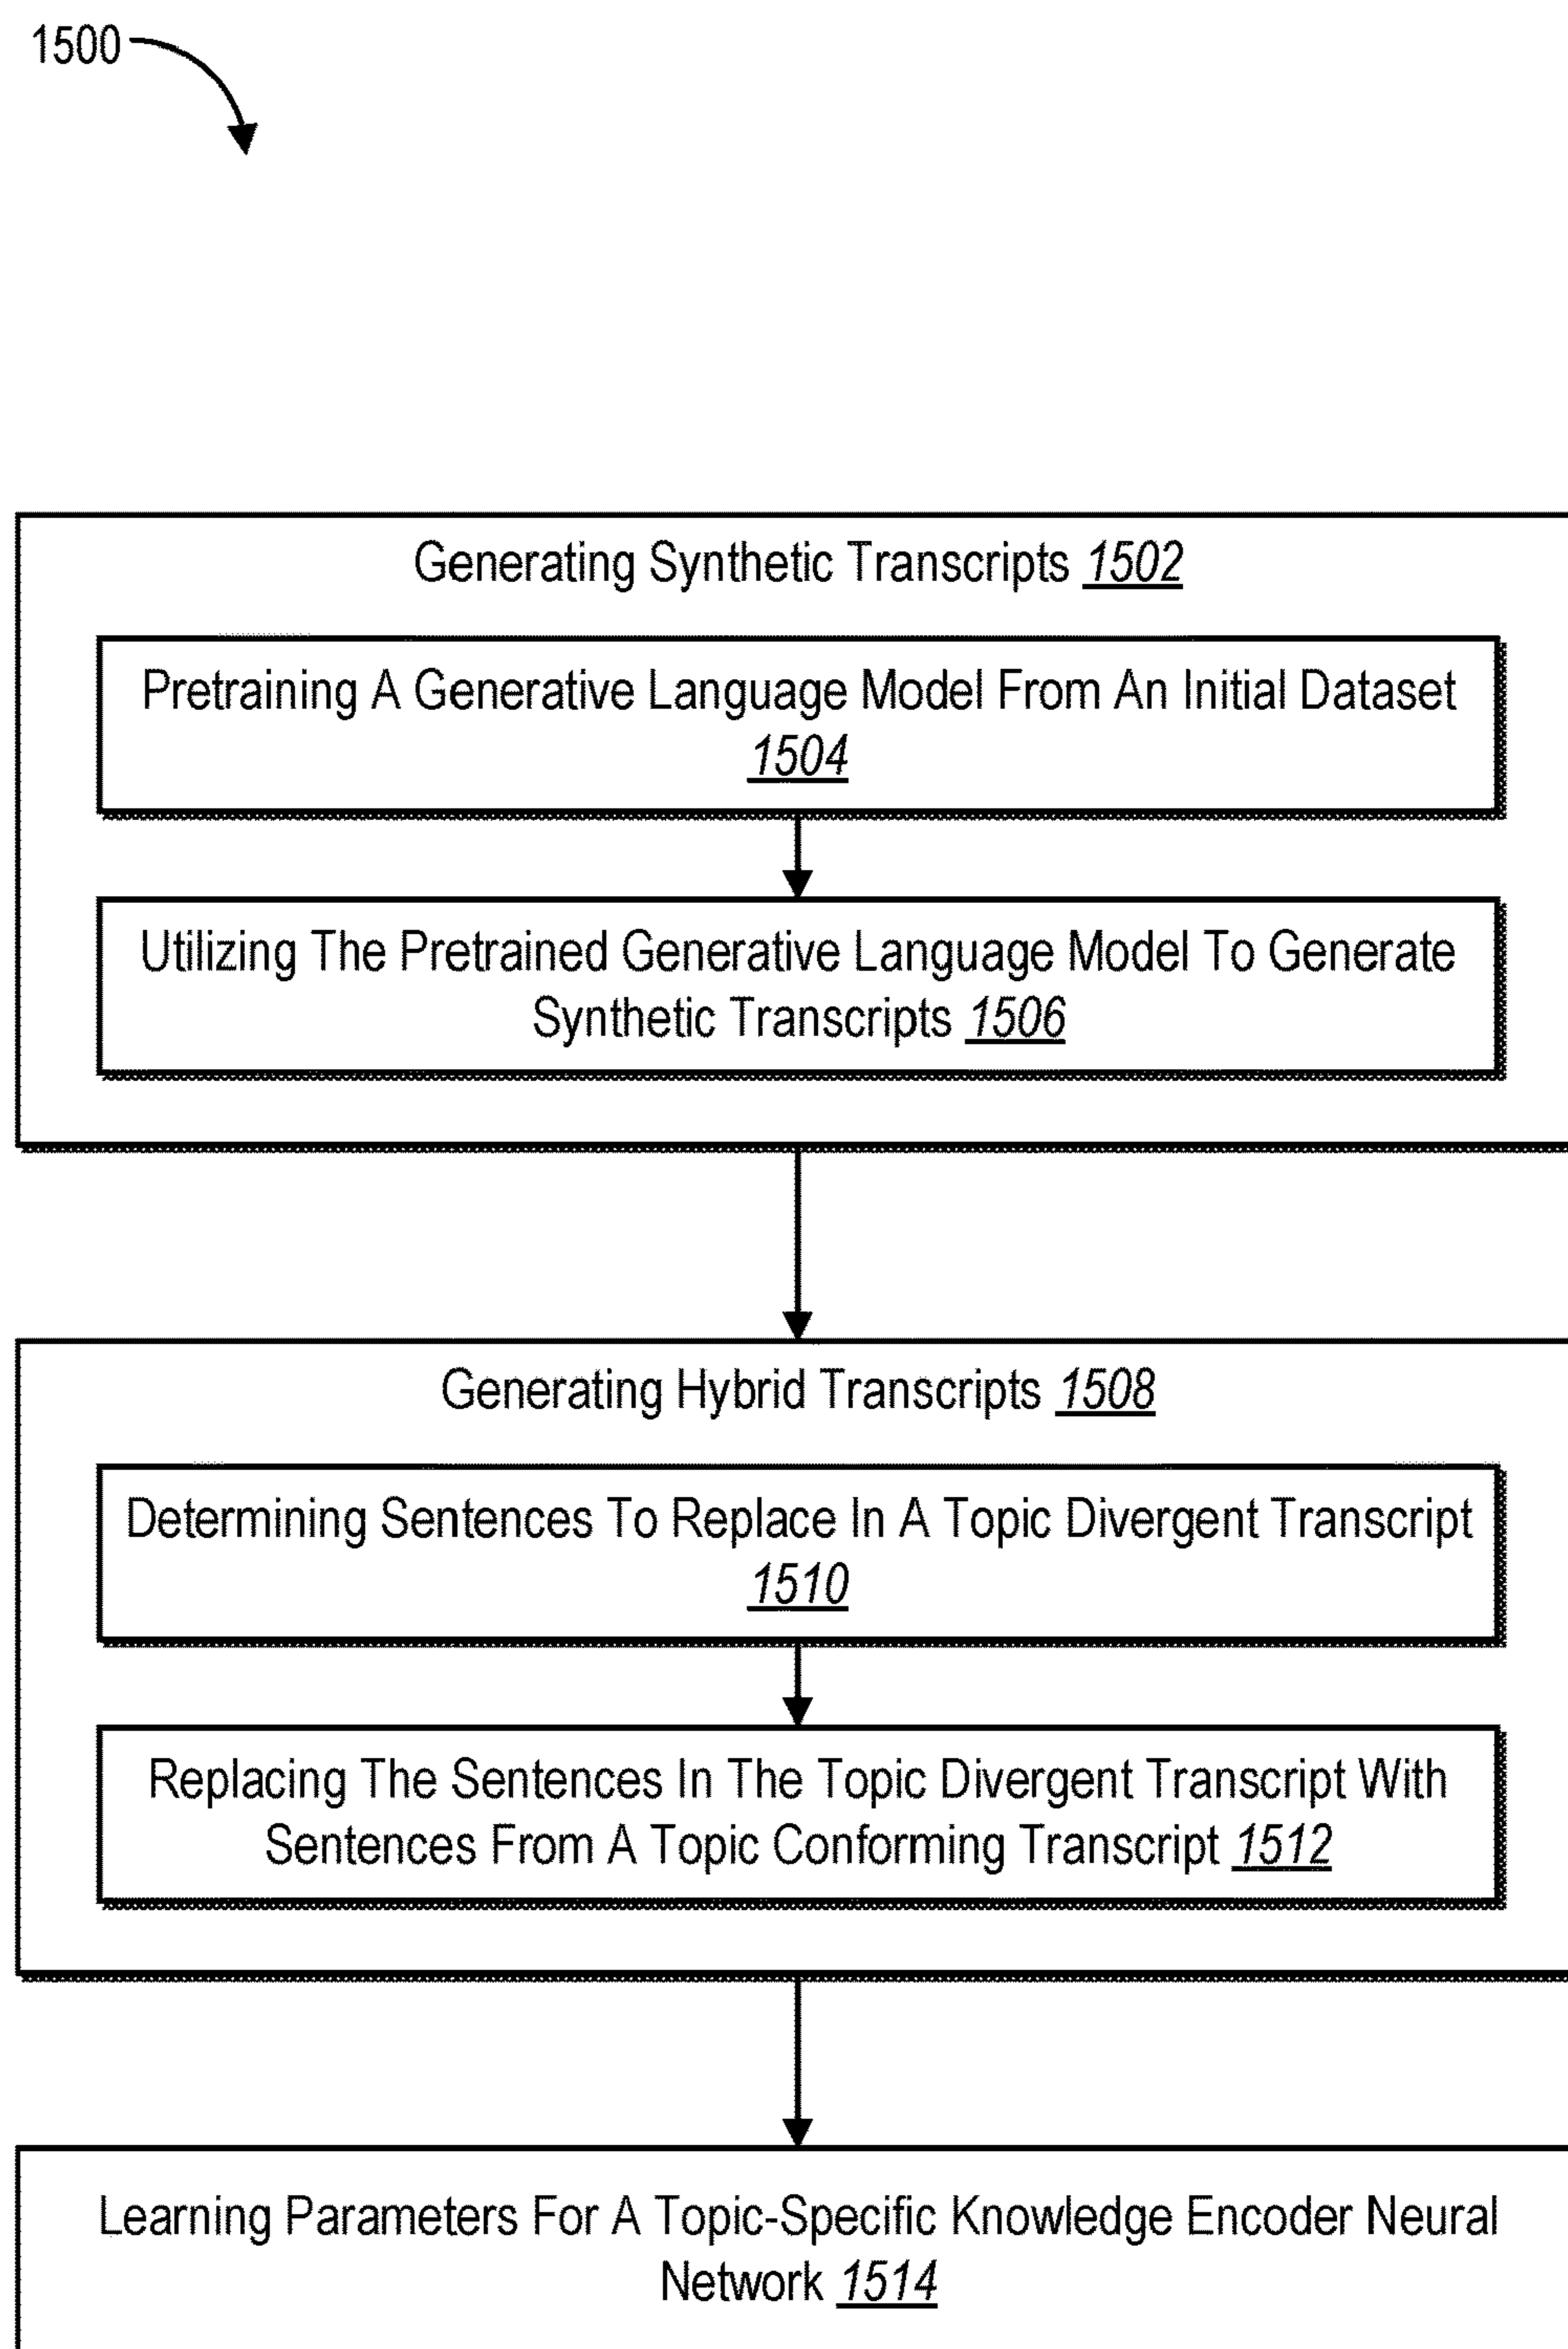 1500
Generating Synthetic Transcripts 1502
Pretraining A Generative Language Model From An Initial Dataset
1504
Utilizing The Pretrained Generative Language Model To Generate
Synthetic Transcripts 1506
Generating Hybrid Transcripts 1508
Determining Sentences To Replace In A Topic Divergent Transcript
1510
Replacing The Sentences In The Topic Divergent Transcript With
Sentences From A Topic Conforming Transcript 1512
Learning Parameters For A Topic-Specific Knowledge Encoder Neural
Network 1514